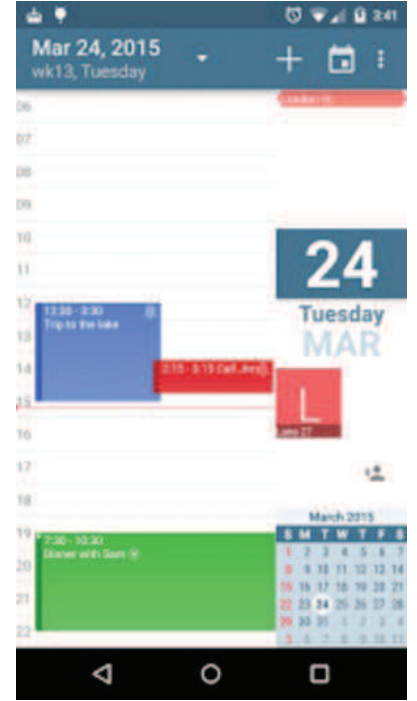 3:41
Mar 24, 2015
wk13, Tuesday
06
07
08
09
10
11
12
13
14
15
16
17
18
19
20
21
22
12:30 - 3:30
Trip to the lake
2:15 - 3:15 Call
7:30 - 10:30
Dinner with Sam
24
Tuesday
MAR
L
27
March 2015
S M T W T F S
1 2 3 4 5 6 7
8 9 10 11 12 13 14
15 16 17 18 19 20 21
22 23 24 25 26 27 28
29 30 31 1 2 3 4
5 6 7 8 9 10 11